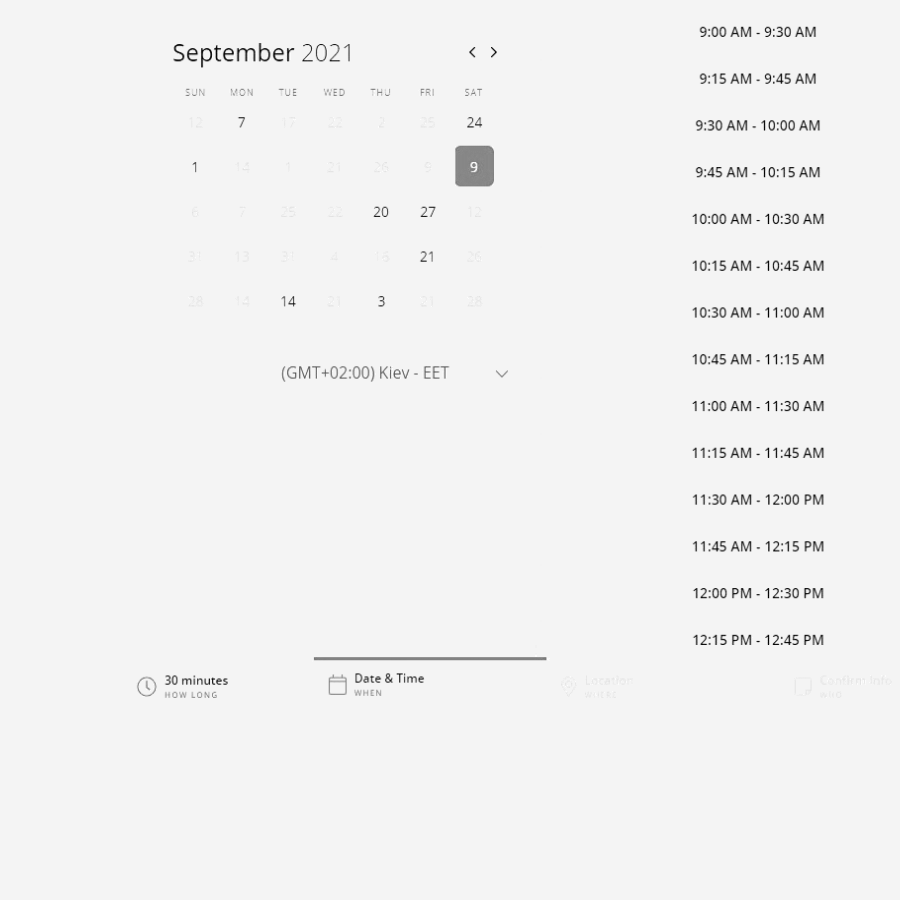 September 2021
SUN MON TUE WED THU FRI SAT
12 7 17 22 2 25 24
1 14 1 21 26 9 9
6 7 25 22 20 27 12
31 13 31 4 16 21 26
28 14 14 21 3 21 28
(GMT+02:00) Kiev - EET
9:00 AM - 9:30 AM
9:15 AM - 9:45 AM
9:30 AM - 10:00 AM
9:45 AM - 10:15 AM
10:00 AM - 10:30 AM
10:15 AM - 10:45 AM
10:30 AM - 11:00 AM
10:45 AM - 11:15 AM
11:00 AM - 11:30 AM
11:15 AM - 11:45 AM
11:30 AM - 12:00 PM
11:45 AM - 12:15 PM
12:00 PM - 12:30 PM
12:15 PM - 12:45 PM
30 minutes
HOW LONG
Date & Time
WHEN
Location
WHERE
Confirm Info
WHO